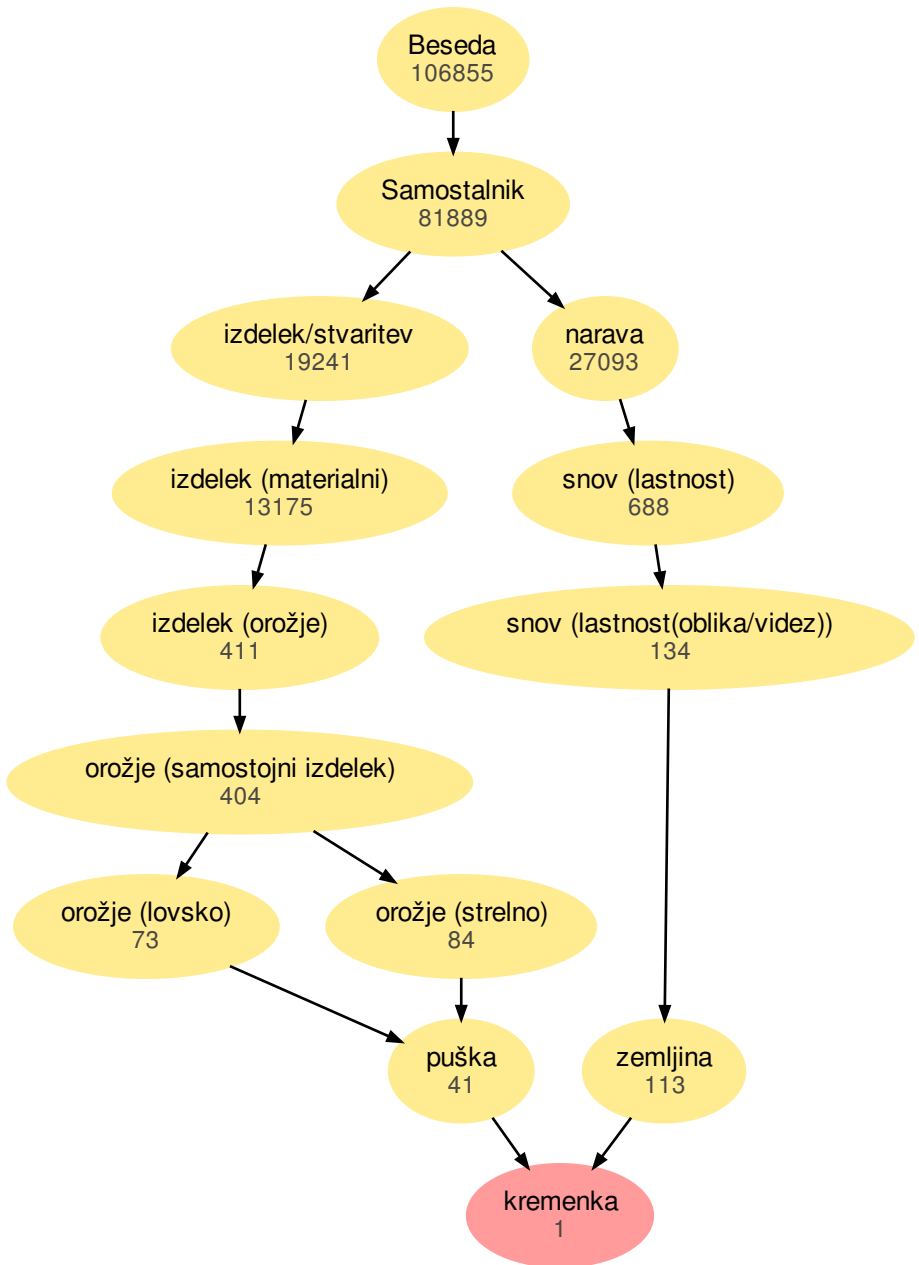 Beseda
106855
Samostalnik
81889
izdelek/stvaritev
19241
narava
27093
izdelek (materialni)
13175
snov (lastnost)
688
izdelek (orožje)
411
snov (lastnost(oblika/videz))
134
orožje (samostojni izdelek)
404
orožje (lovsko)
73
orožje (strelno)
84
puška
41
zemljina
113
kremenka
1